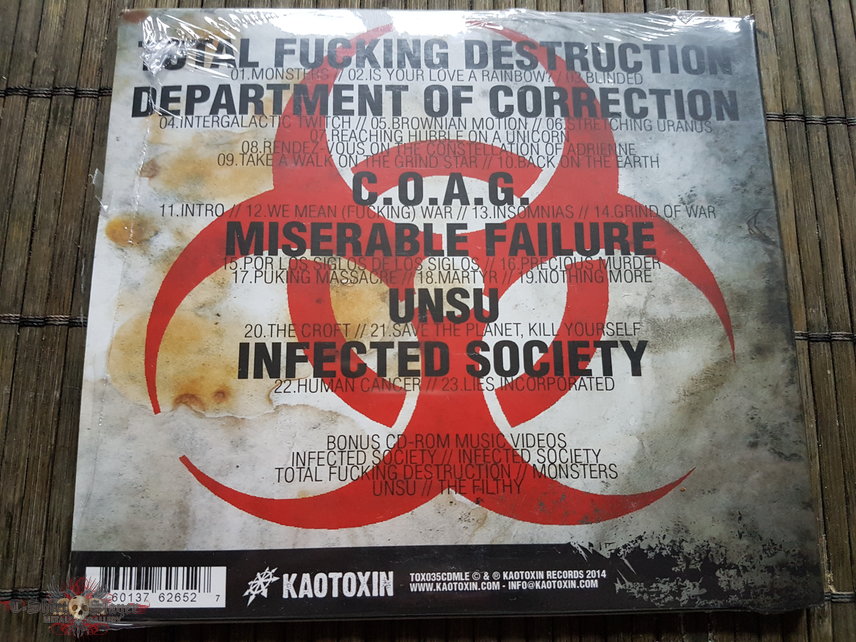 TOTAL FUCKING DESTRUCTION
01.MONSTERS // 02.IS YOUR LOVE A RAINBOW? // 03.BLINDED
DEPARTMENT OF CORRECTION
04.INTERGALACTIC TWITCH // 05.BROWNIAN MOTION // 06.STRETCHING URANUS
07.REACHING HUBBLE ON A UNICORN
08.RENDEZ-VOUS ON THE CONSTELLATION OF ADRIENNE
09.TAKE A WALK ON THE GRIND STAR // 10.BACK ON THE EARTH
C.O.A.G.
11.INTRO // 12.WE MEAN (FUCKING) WAR // 13.INSOMNIAS // 14.GRIND OF WAR
MISERABLE FAILURE
15.POR LOS SIGLOS DE LOS SIGLOS // 16.PRECIOUS MURDER
17.PUKING MASSACRE // 18.MARTYR // 19.NOTHING MORE
UNSU
20.THE CROFT // 21.SAVE THE PLANET, KILL YOURSELF
INFECTED SOCIETY
22.HUMAN CANCER // 23.LIES INCORPORATED
BONUS CD-ROM MUSIC VIDEOS
INFECTED SOCIETY // INFECTED SOCIETY
TOTAL FUCKING DESTRUCTION // MONSTERS
UNSU // THE FILTHY
60137 62652 7
KAOTOXIN
TOX035CDMLE © & ® KAOTOXIN RECORDS 2014
WWW.KAOTOXIN.COM - INFO@KAOTOXIN.COM